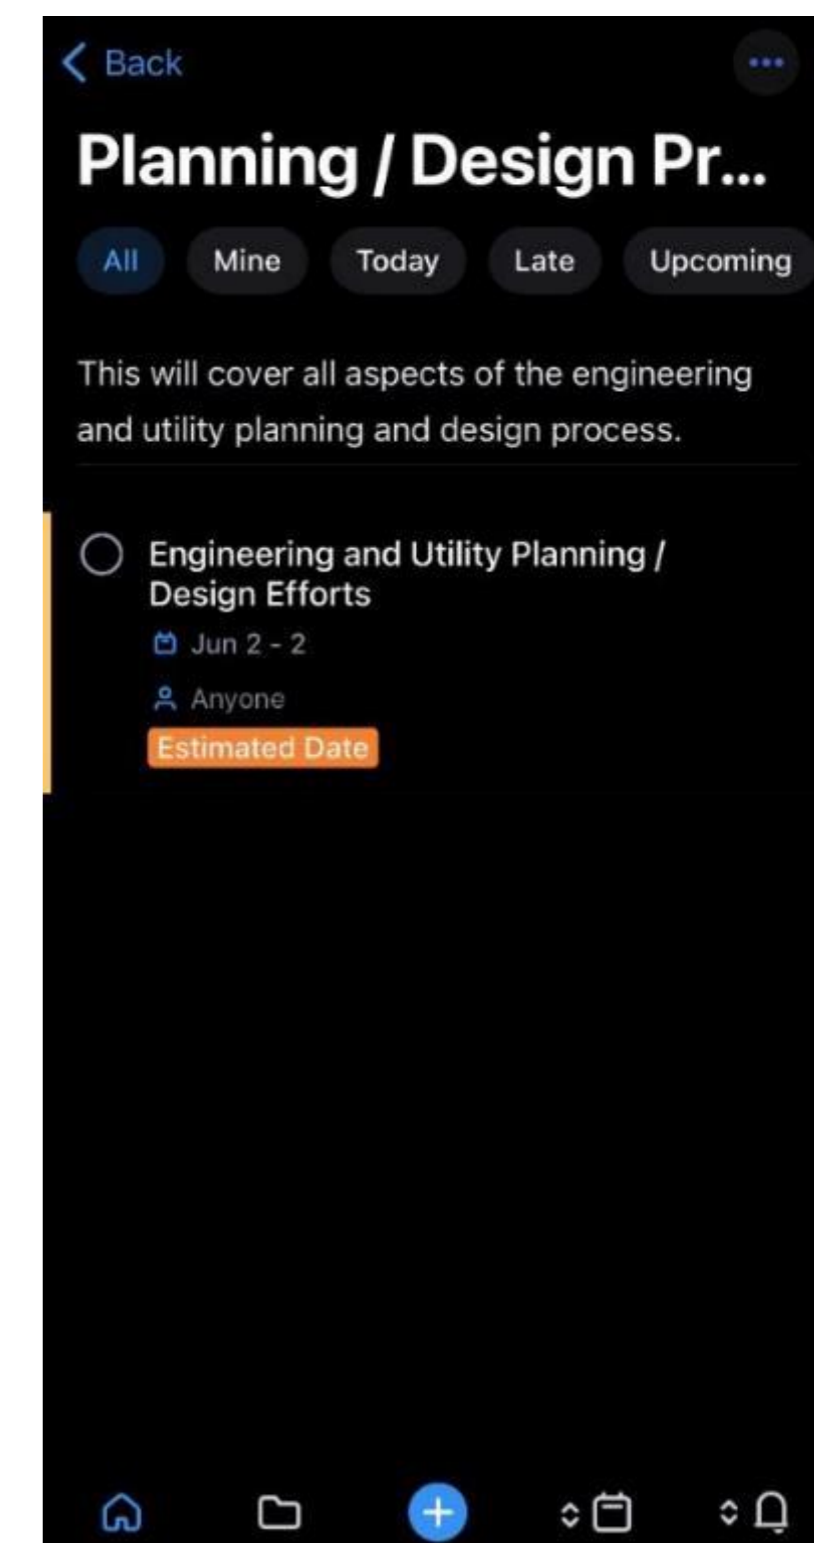 Back
Planning / Design Pr...
All Mine Today Late Upcoming
This will cover all aspects of the engineering
and utility planning and design process.
Engineering and Utility Planning /
Design Efforts
Jun 2 - 2
Anyone
Estimated Date